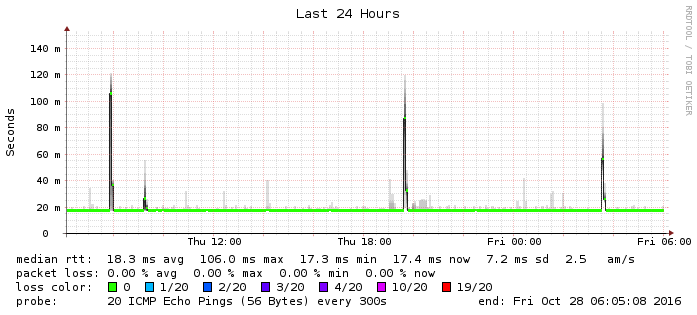 Last 24 Hours
RRDTOOL / TOBI OETIKER
Seconds
140 m
120 m
100 m
80 m
60 m
40 m
20 m
0
Thu 12:00 Thu 18:00 Fri 00:00 Fri 06:00
median rtt: 18.3 ms avg 106.0 ms max 17.3 ms min 17.4 ms now 7.2 ms sd 2.5 am/s
packet loss: 0.00 % avg 0.00 % max 0.00 % min 0.00 % now
loss color: 0 1/20 2/20 3/20 4/20 10/20 19/20
probe: 20 ICMP Echo Pings (56 Bytes) every 300s end: Fri Oct 28 06:05:08 2016